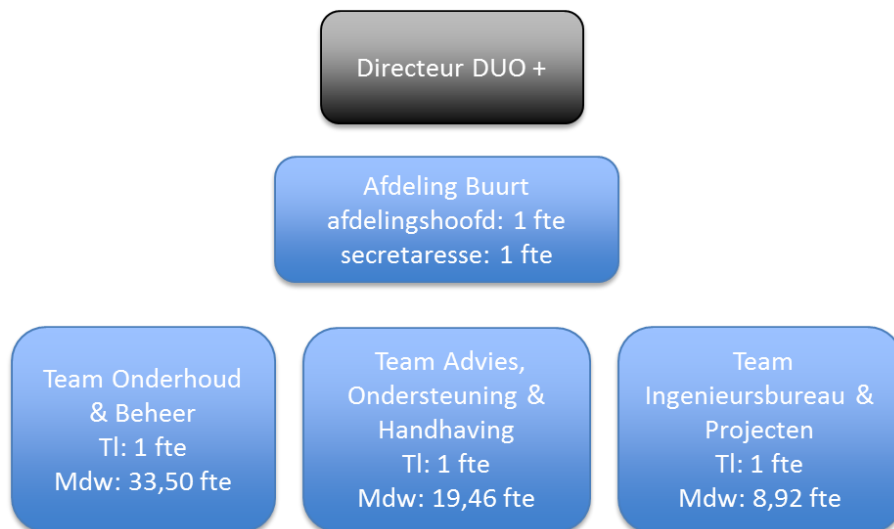 Directeur DUO +
Afdeling Buurt
afdelingshoofd: 1 fte
secretaresse: 1 fte
Team Onderhoud
& Beheer
Tl: 1 fte
Mdw: 33,50 fte
Team Advies,
Ondersteuning &
Handhaving
Tl: 1 fte
Mdw: 19,46 fte
Team
Ingenieursbureau &
Projecten
Tl: 1 fte
Mdw: 8,92 fte